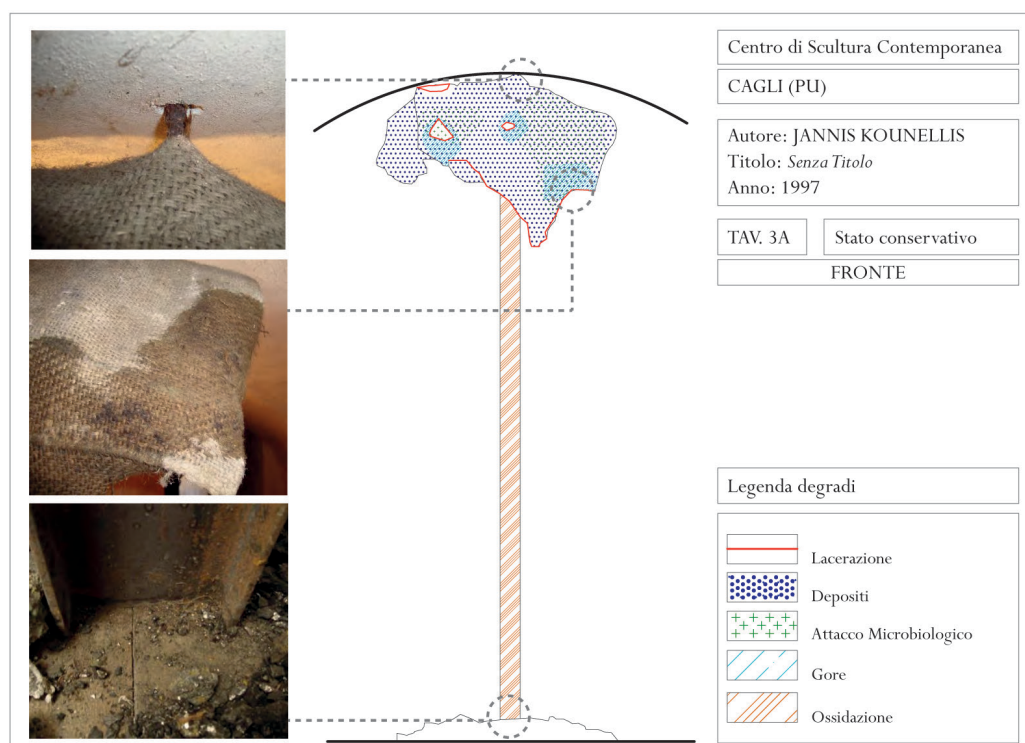 Centro di Scultura Contemporanea
CAGLI (PU)
Autore: JANNIS KOUNELLIS
Titolo: Senza Titolo
Anno: 1997
TAV. 3A
Stato conservativo
FRONTE
Legenda degradi
Lacerazione
Depositi
Attacco Microbiologico
Gore
Ossidazione